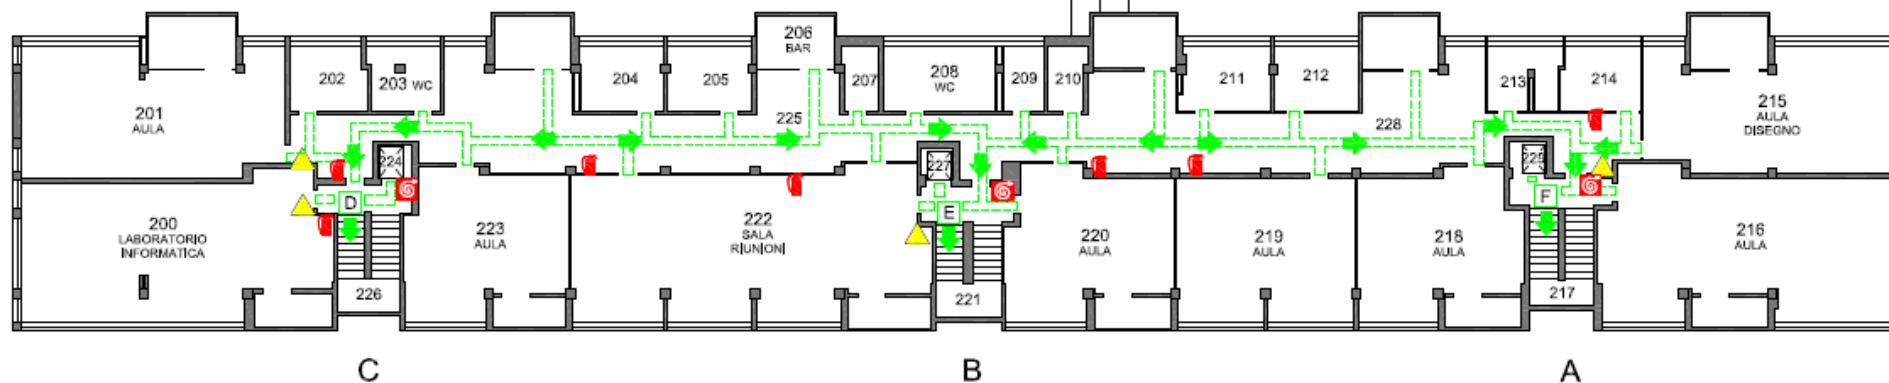 206
BAR
202
203 WC
204
205
207
208
WC
209
210
211
212
213
214
201
AULA
225
228
215
AULA
DISEGNO
224
227
D
E
F
200
LABORATORIO
INFORMATICA
223
AULA
222
SALA
RIUNIONI
220
AULA
219
AULA
218
AULA
216
AULA
226
221
217
C
B
A